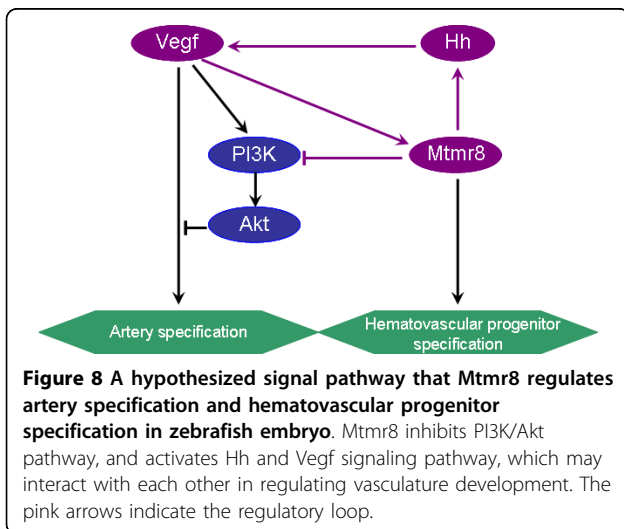 Vegf
Hh
PI3K
Mtmr8
Akt
Artery specification
Hematovascular progenitor
specification
Figure 8 A hypothesized signal pathway that Mtmr8 regulates
artery specification and hematovascular progenitor
specification in zebrafish embryo. Mtmr8 inhibits PI3K/Akt
pathway, and activates Hh and Vegf signaling pathway, which may
interact with each other in regulating vasculature development. The
pink arrows indicate the regulatory loop.